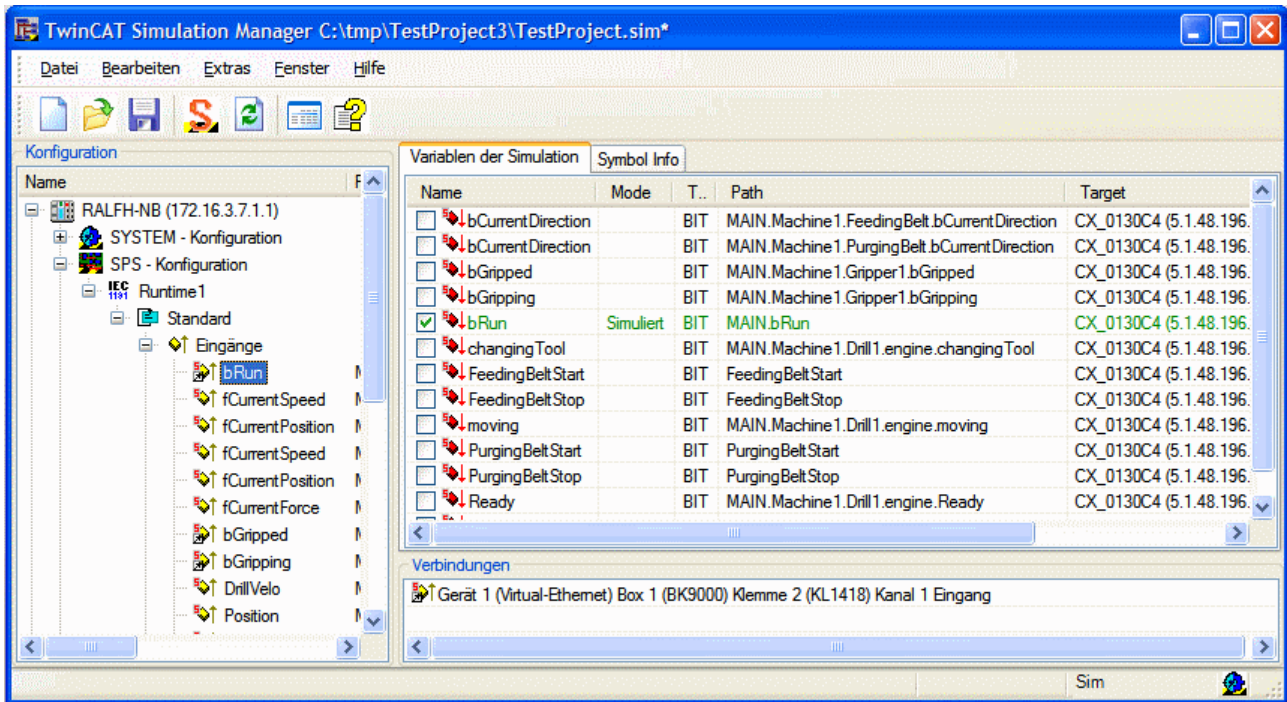 TwinCAT Simulation Manager C:\tmp\TestProject3\TestProject.sim*
Datei Bearbeiten Extras Fenster Hilfe
Konfiguration
Name
RALFH-NB (172.16.3.7.1.1)
SYSTEM - Konfiguration
SPS - Konfiguration
IEC 1131 Runtime1
Standard
Eingänge
bRun
fCurrentSpeed
fCurrentPosition
fCurrentSpeed
fCurrentPosition
fCurrentForce
bGripped
bGripping
DrillVelo
Position
Variablen der Simulation Symbol Info
Name Mode T.. Path Target
bCurrentDirection BIT MAIN.Machine1.FeedingBelt.bCurrentDirection CX_0130C4 (5.1.48.196.
bCurrentDirection BIT MAIN.Machine1.PurgingBelt.bCurrentDirection CX_0130C4 (5.1.48.196.
bGripped BIT MAIN.Machine1.Gripper1.bGripped CX_0130C4 (5.1.48.196.
bGripping BIT MAIN.Machine1.Gripper1.bGripping CX_0130C4 (5.1.48.196.
bRun Simuliert BIT MAIN.bRun CX_0130C4 (5.1.48.196.
changingTool BIT MAIN.Machine1.Drill1.engine.changingTool CX_0130C4 (5.1.48.196.
FeedingBeltStart BIT FeedingBeltStart CX_0130C4 (5.1.48.196.
FeedingBeltStop BIT FeedingBeltStop CX_0130C4 (5.1.48.196.
moving BIT MAIN.Machine1.Drill1.engine.moving CX_0130C4 (5.1.48.196.
PurgingBeltStart BIT PurgingBeltStart CX_0130C4 (5.1.48.196.
PurgingBeltStop BIT PurgingBeltStop CX_0130C4 (5.1.48.196.
Ready BIT MAIN.Machine1.Drill1.engine.Ready CX_0130C4 (5.1.48.196.
Verbindungen
Gerät 1 (Virtual-Ethernet) Box 1 (BK9000) Klemme 2 (KL1418) Kanal 1 Eingang
Sim